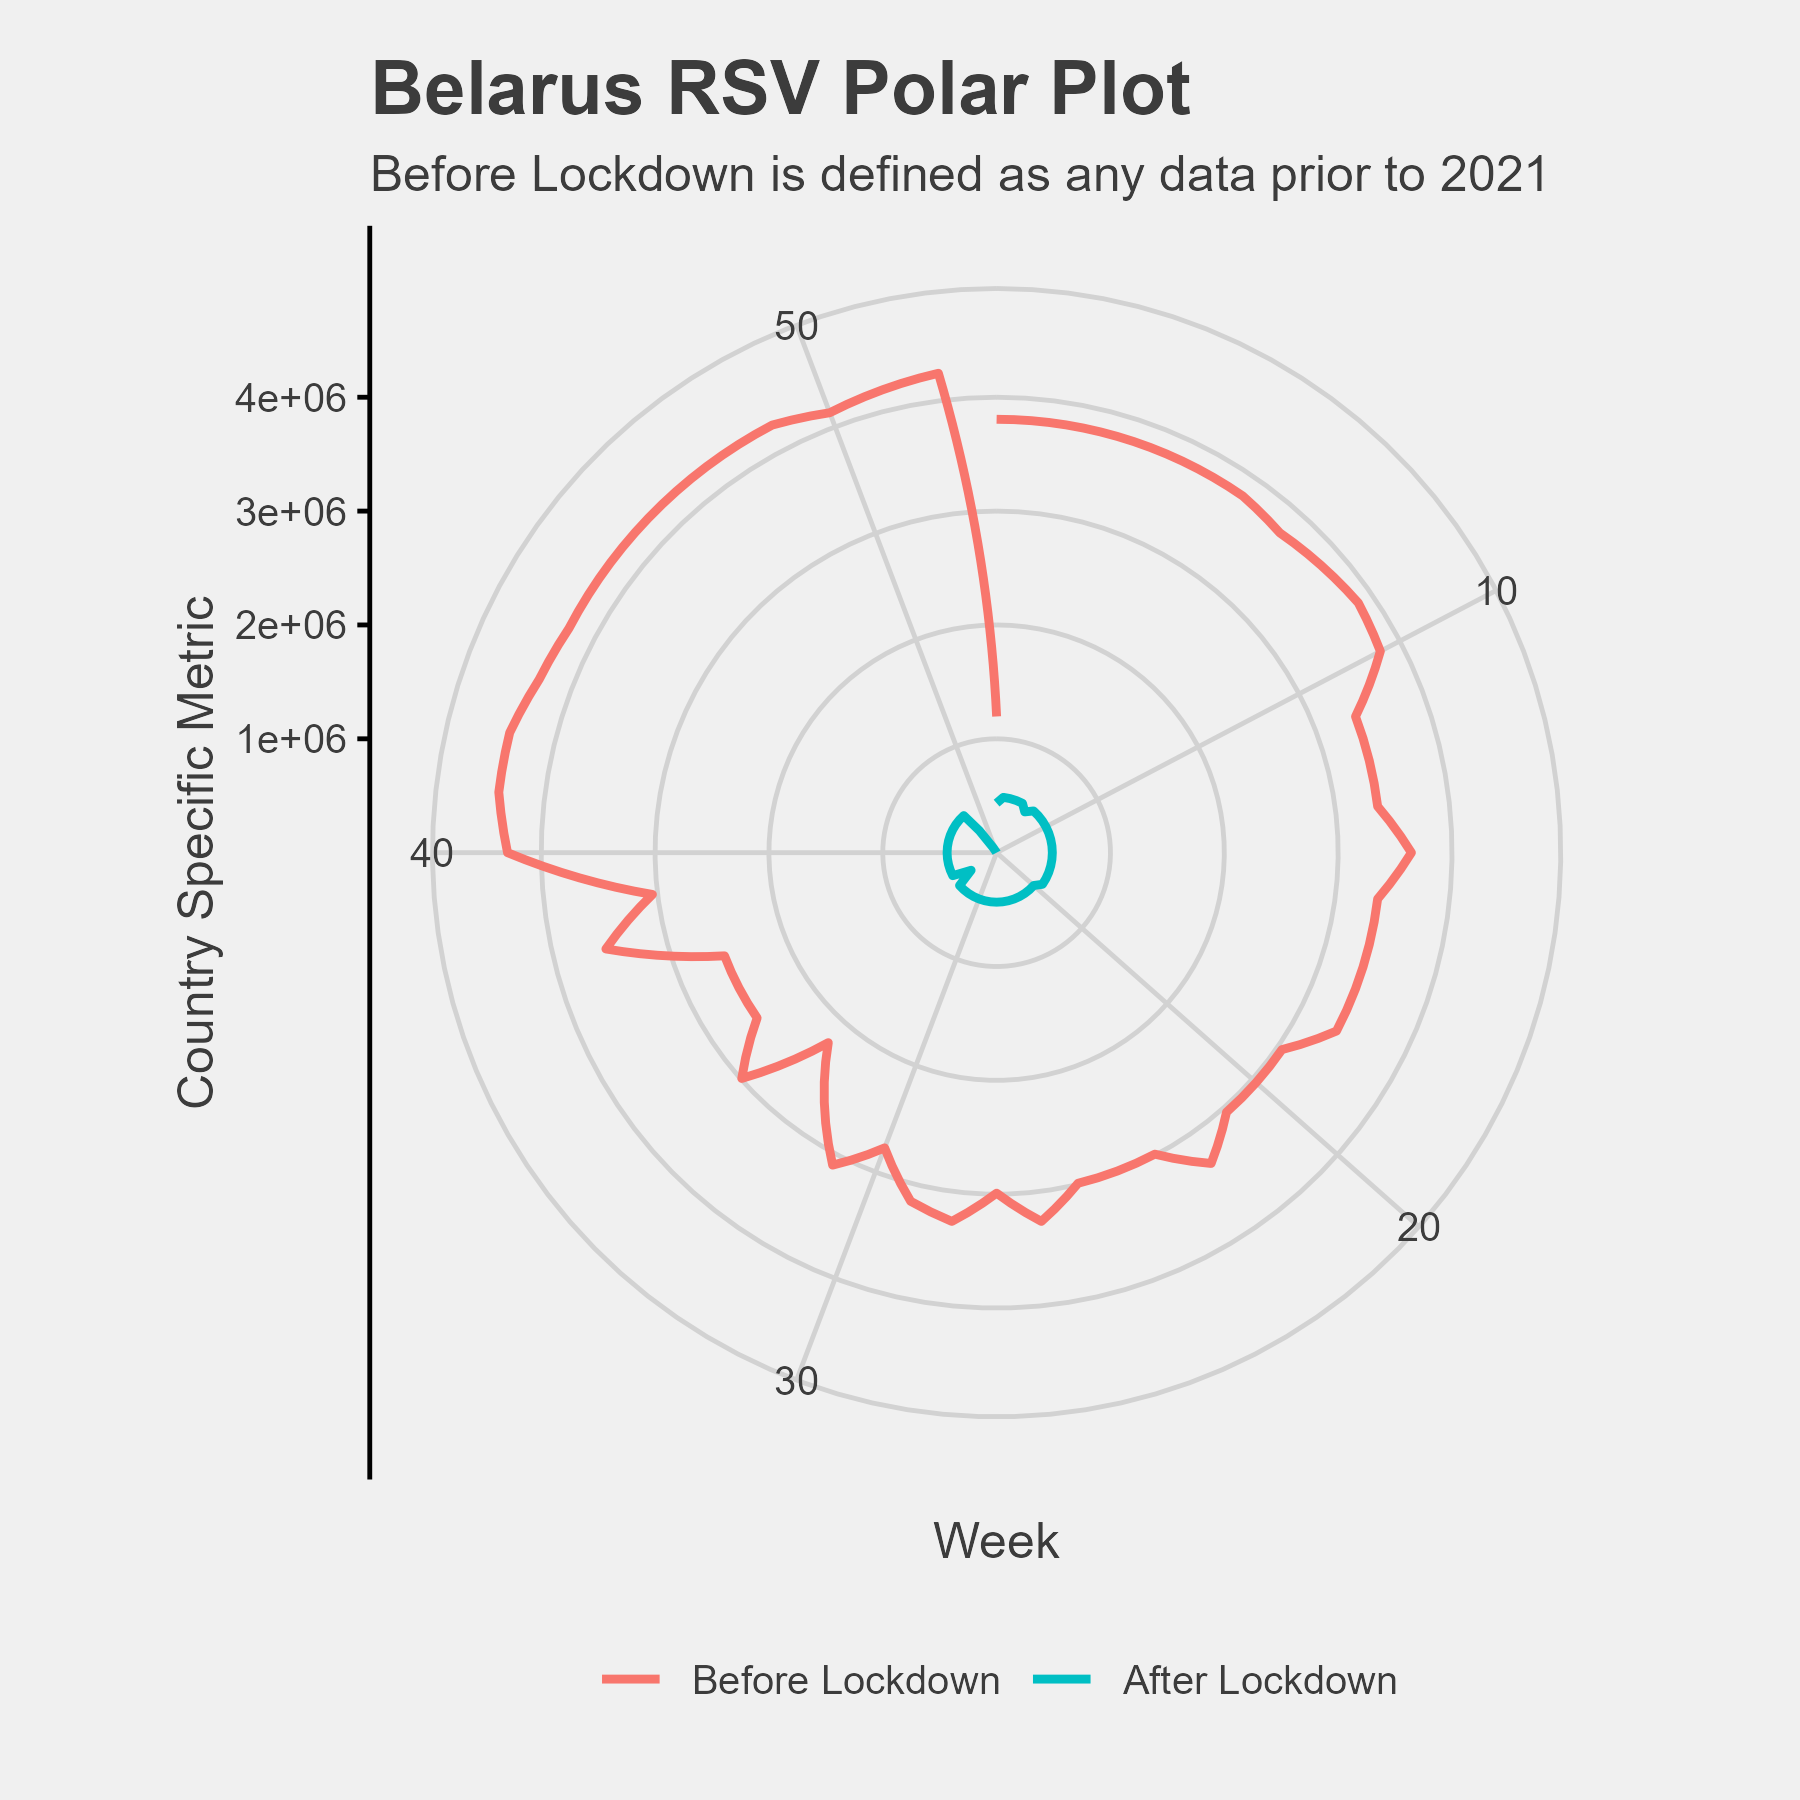 Belarus RSV Polar Plot
Before Lockdown is defined as any data prior to 2021
50
4e+06
3e+06
10
2e+06
1e+06
40
Country Specific Metric
20
30
Week
Before Lockdown
After Lockdown